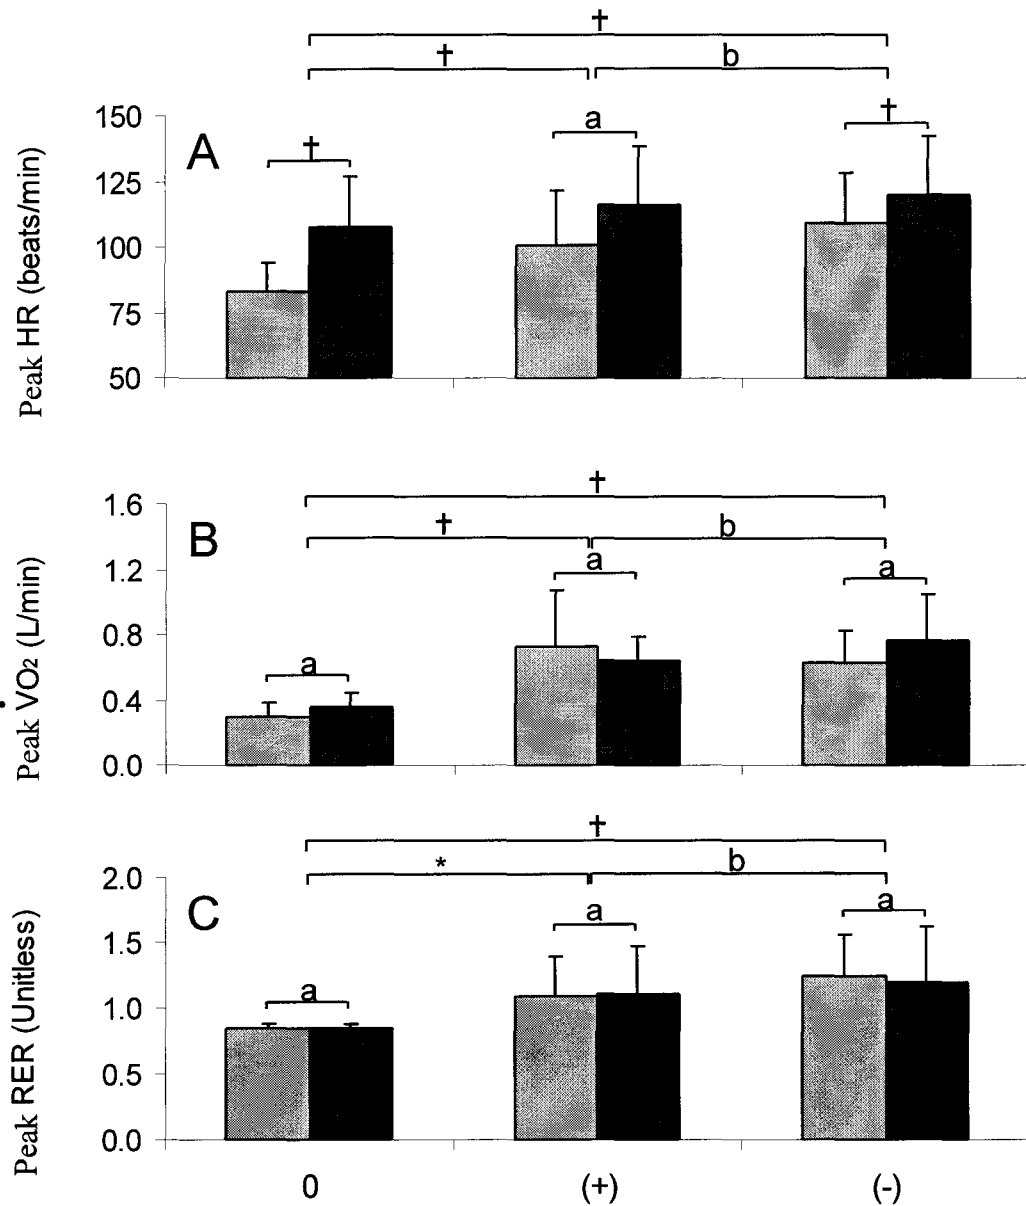 †
† b
150
A
† a †
125
100
75
50
Peak HR (beats/min)
†
1.6
† b
B
1.2
a a
0.8
a
0.4
0.0
Peak V̇O2 (L/min)
†
* b
2.0
C
a a
1.5
a
1.0
0.5
0.0
Peak RER (Unitless)
0 (+) (-)